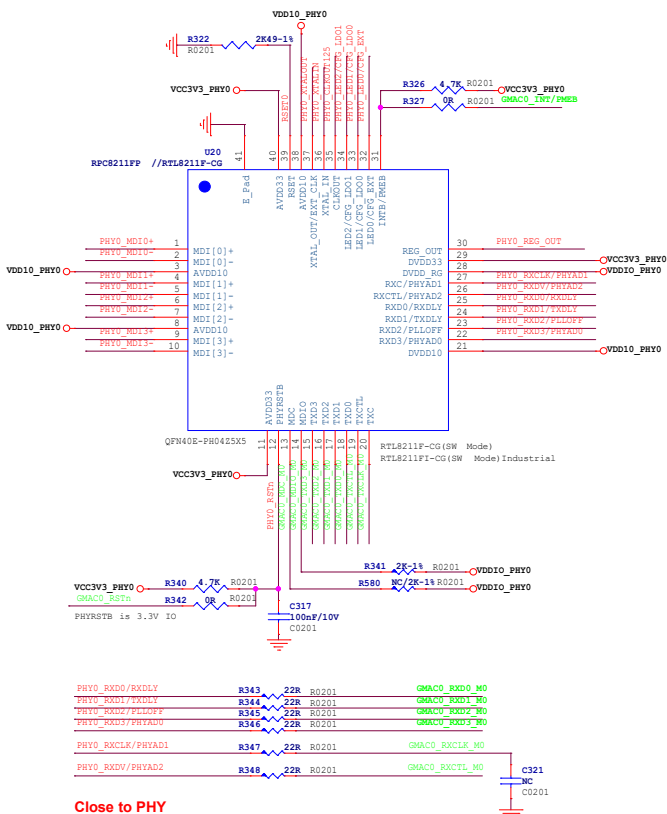 VDD10_PHY0
R322 2K49-1%
R0201
VCC3V3_PHY0
RSET0
PHY0_XTALOUT
PHY0_XTALIN
PHY0_CLKOUT125
PHY0_LED2/CFG_LDO1
PHY0_LED1/CFG_LDO0
PHY0_LED0/CFG_EXT
R326 4.7K R0201 VCC3V3_PHY0
R327 0R R0201 GMAC0_INT/PMEB
U20
RPC8211FP //RTL8211F-CG
41 40 39 38 37 36 35 34 33 32 31
E_Pad
AVDD33
RSET
AVDD10
XTAL_OUT/EXT_CLK
XTAL_IN
CLKOUT
LED2/CFG_LDO1
LED1/CFG_LDO0
LED0/CFG_EXT
INTB/PMEB
PHY0_MDI0+ 1 MDI[0]+
PHY0_MDI0- 2 MDI[0]-
VDD10_PHY0 3 AVDD10
PHY0_MDI1+ 4 MDI[1]+
PHY0_MDI1- 5 MDI[1]-
PHY0_MDI2+ 6 MDI[2]+
PHY0_MDI2- 7 MDI[2]-
VDD10_PHY0 8 AVDD10
PHY0_MDI3+ 9 MDI[3]+
PHY0_MDI3- 10 MDI[3]-
REG_OUT 30 PHY0_REG_OUT
DVDD33 29 VCC3V3_PHY0
DVDD_RG 28 VDDIO_PHY0
RXC/PHYAD1 27 PHY0_RXCLK/PHYAD1
RXCTL/PHYAD2 26 PHY0_RXDV/PHYAD2
RXD0/RXDLY 25 PHY0_RXD0/RXDLY
RXD1/TXDLY 24 PHY0_RXD1/TXDLY
RXD2/PLLOFF 23 PHY0_RXD2/PLLOFF
RXD3/PHYAD0 22 PHY0_RXD3/PHYAD0
DVDD10 21 VDD10_PHY0
AVDD33
PHYRSTB
MDC
MDIO
TXD3
TXD2
TXD1
TXD0
TXCTL
TXC
QFN40E-PH04Z5X5
11 12 13 14 15 16 17 18 19 20
RTL8211F-CG(SW Mode)
RTL8211FI-CG(SW Mode)Industrial
VCC3V3_PHY0
PHY0_RSTn
GMAC0_MDC_M0
GMAC0_MDIO_M0
GMAC0_TXD3_M0
GMAC0_TXD2_M0
GMAC0_TXD1_M0
GMAC0_TXD0_M0
GMAC0_TXCTL_M0
GMAC0_TXCLK_M0
R341 2K-1% R0201 VDDIO_PHY0
R580 NC/2K-1% R0201 VDDIO_PHY0
VCC3V3_PHY0 R340 4.7K R0201
GMAC0_RSTn R342 0R R0201
PHYRSTB is 3.3V IO
C317
100nF/10V
C0201
PHY0_RXD0/RXDLY R343 22R R0201 GMAC0_RXD0_M0
PHY0_RXD1/TXDLY R344 22R R0201 GMAC0_RXD1_M0
PHY0_RXD2/PLLOFF R345 22R R0201 GMAC0_RXD2_M0
PHY0_RXD3/PHYAD0 R346 22R R0201 GMAC0_RXD3_M0
PHY0_RXCLK/PHYAD1 R347 22R R0201 GMAC0_RXCLK_M0
PHY0_RXDV/PHYAD2 R348 22R R0201 GMAC0_RXCTL_M0
C321
NC
C0201
Close to PHY